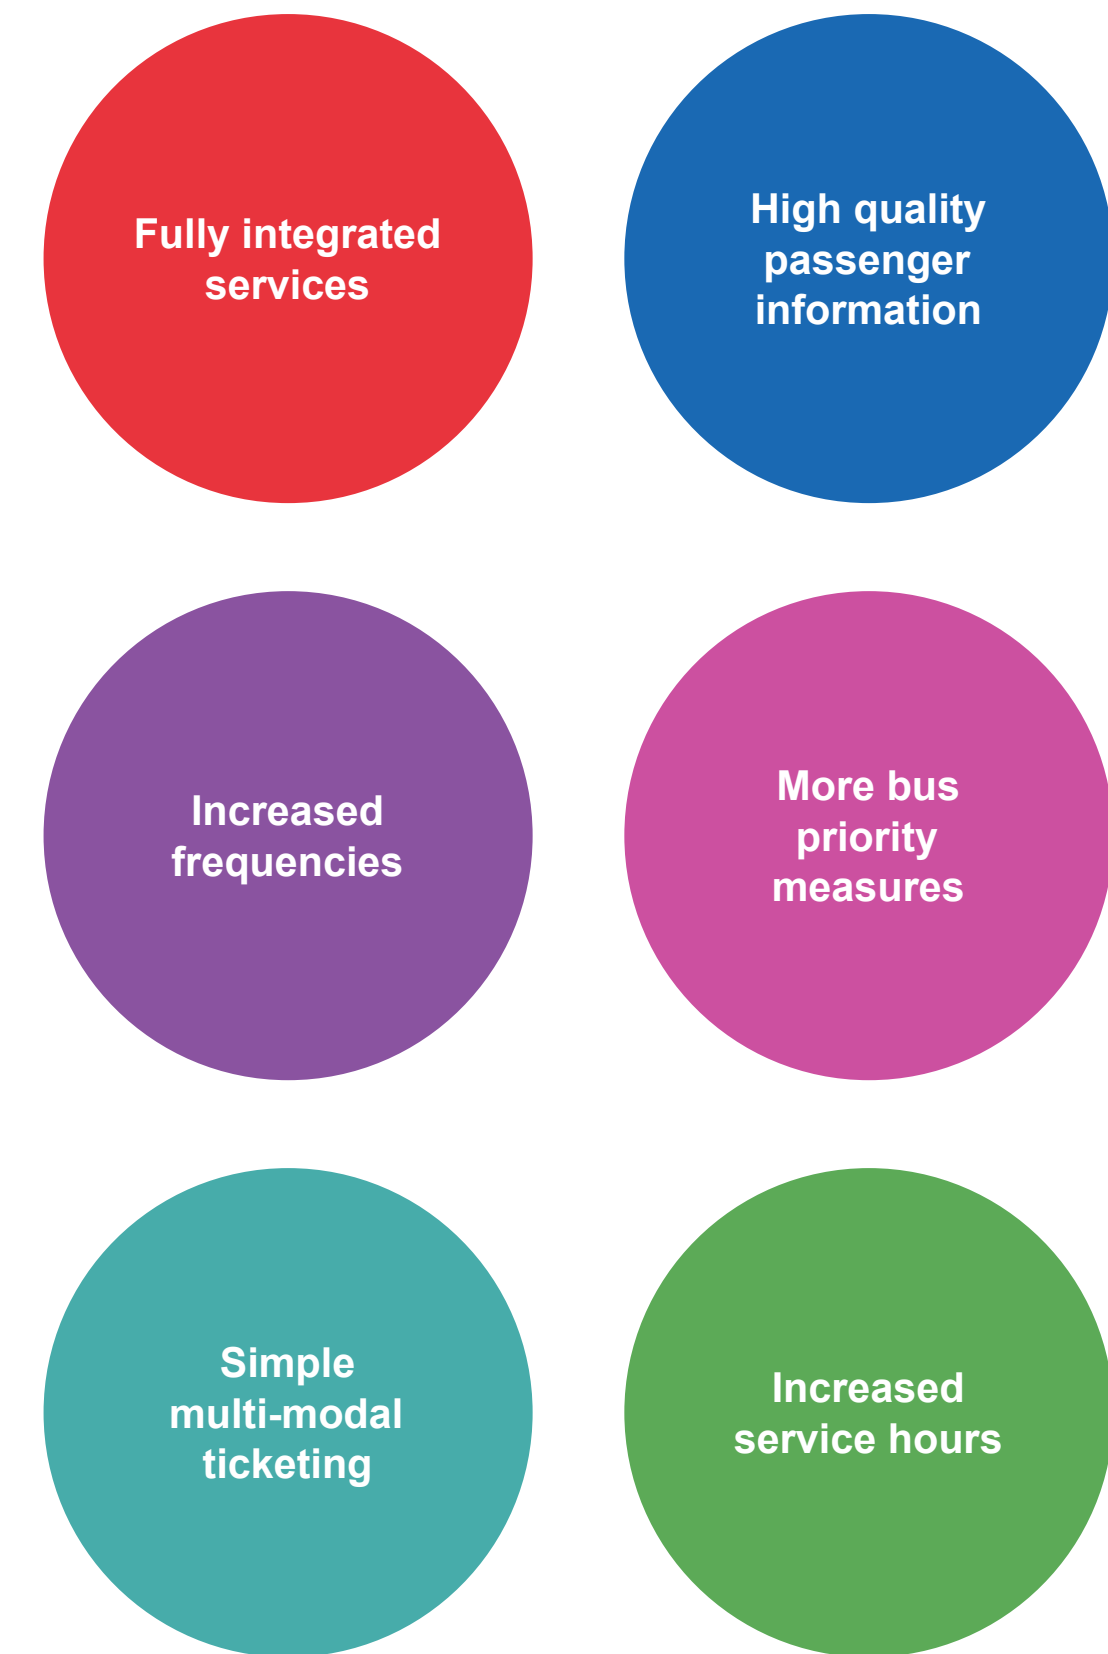 Fully integrated
services
High quality
passenger
information
Increased
frequencies
More bus
priority
measures
Simple
multi-modal
ticketing
Increased
service hours